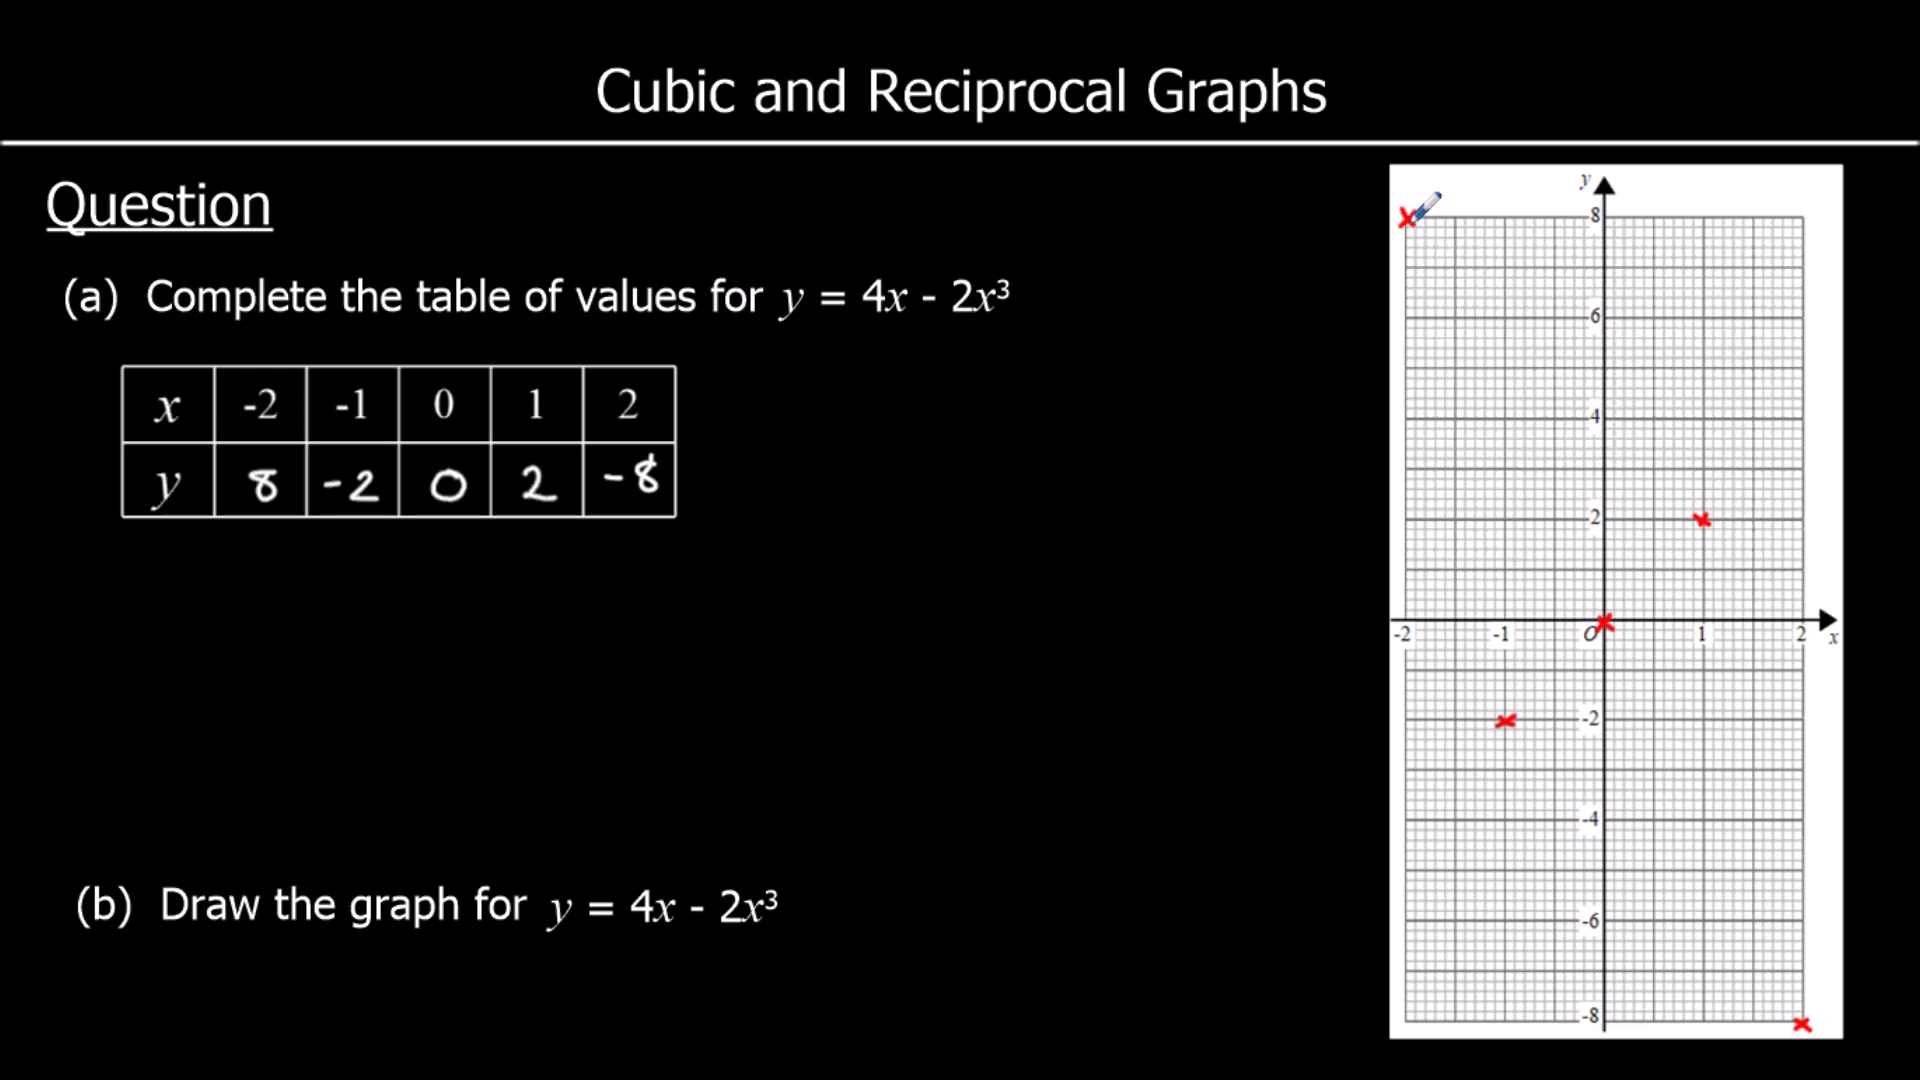 Cubic and Reciprocal Graphs
Question
(a) Complete the table of values for y = 4x - 2x³
x -2 -1 0 1 2
y 8 -2 0 2 -8
(b) Draw the graph for y = 4x - 2x³
y
8
6
4
2
-2 -1 O 1 2 x
-2
-4
-6
-8